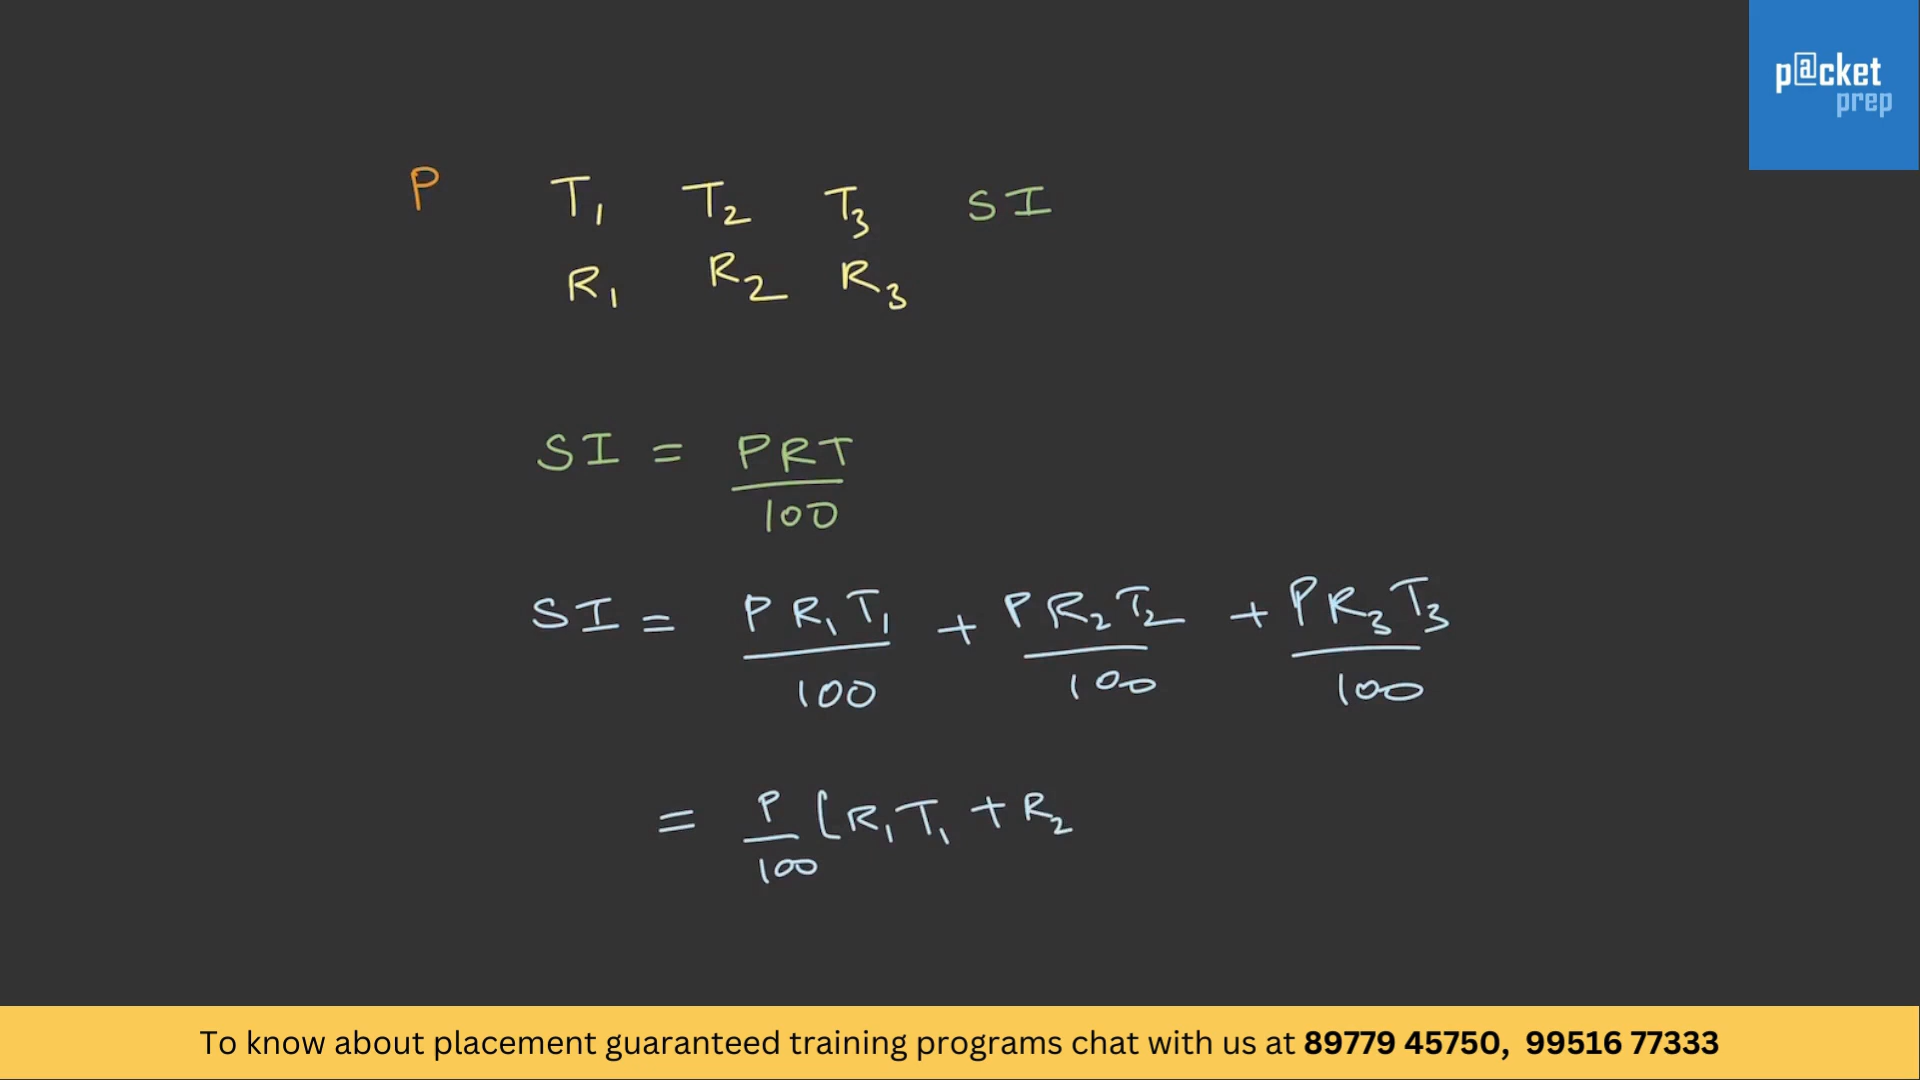 p@cket
prep
P T₁ T₂ T₃ SI
R₁ R₂ R₃
SI = PRT
100
SI = PR₁T₁ + PR₂T₂ + PR₃T₃
100 100 100
= P (R₁T₁ + R₂
100
To know about placement guaranteed training programs chat with us at 89779 45750, 99516 77333